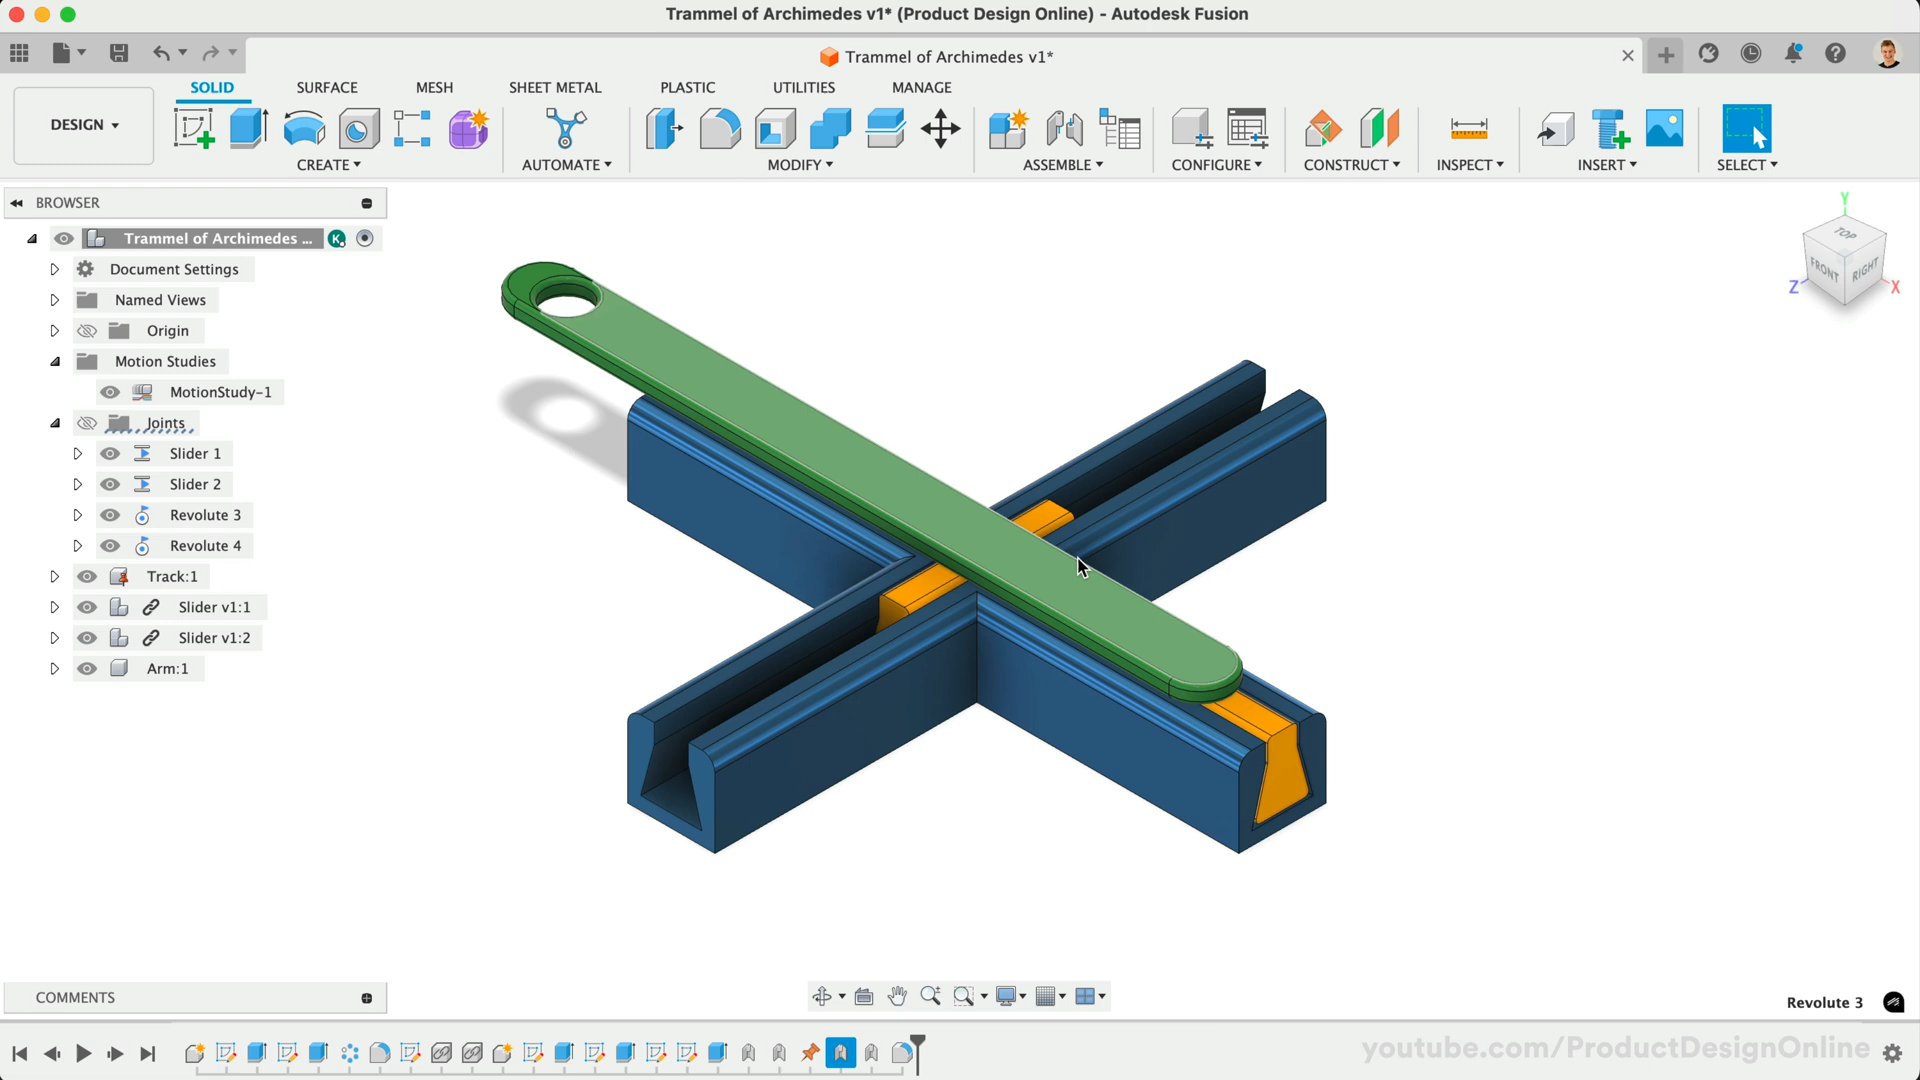 Trammel of Archimedes v1* (Product Design Online) - Autodesk Fusion
Trammel of Archimedes v1*
DESIGN
SOLID
SURFACE
MESH
SHEET METAL
PLASTIC
UTILITIES
MANAGE
CREATE
AUTOMATE
MODIFY
ASSEMBLE
CONFIGURE
CONSTRUCT
INSPECT
INSERT
SELECT
BROWSER
Trammel of Archimedes ...
K
Document Settings
Named Views
Origin
Motion Studies
MotionStudy-1
Joints
Slider 1
Slider 2
Revolute 3
Revolute 4
Track:1
Slider v1:1
Slider v1:2
Arm:1
Y
TOP
FRONT
RIGHT
Z
X
COMMENTS
Revolute 3
youtube.com/ProductDesignOnline